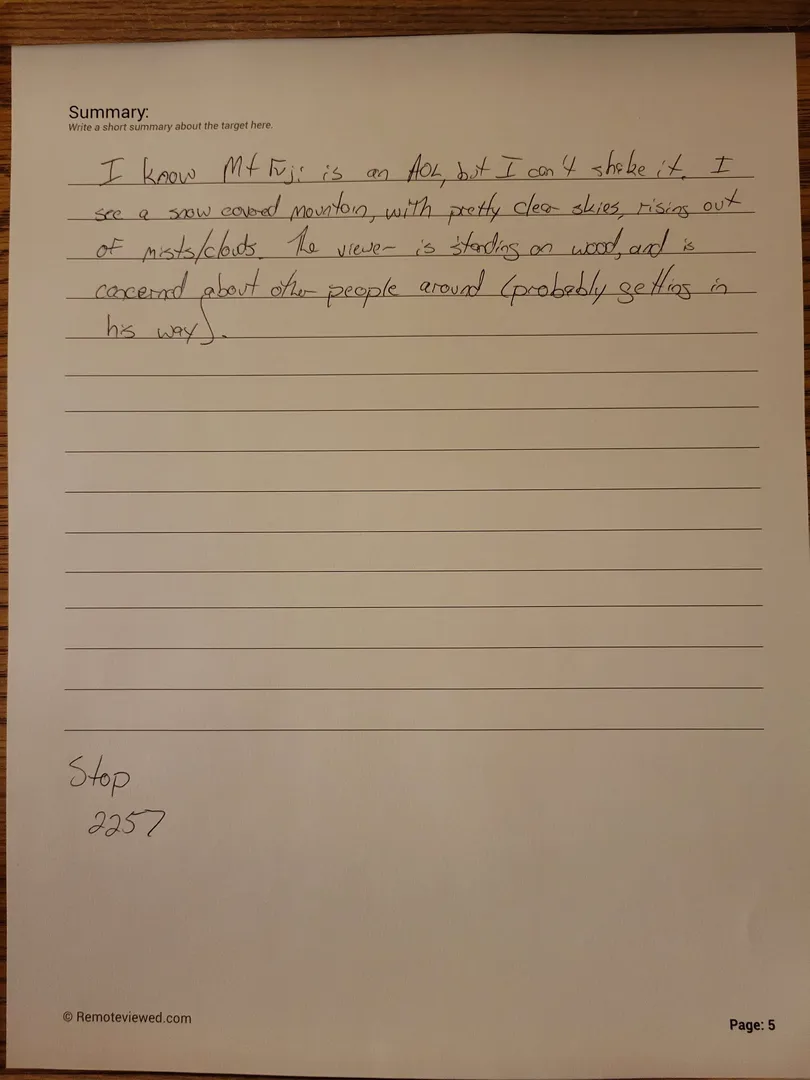 Summary:
Write a short summary about the target here.
I know Mt Fuji is an AOL, but I can't shake it. I
see a snow covered mountain, with pretty clear skies, rising out
of mists/clouds. The viewer is standing on wood, and is
concerned about other people around (probably getting in
his way).
Stop
2257
© Remoteviewed.com
Page: 5